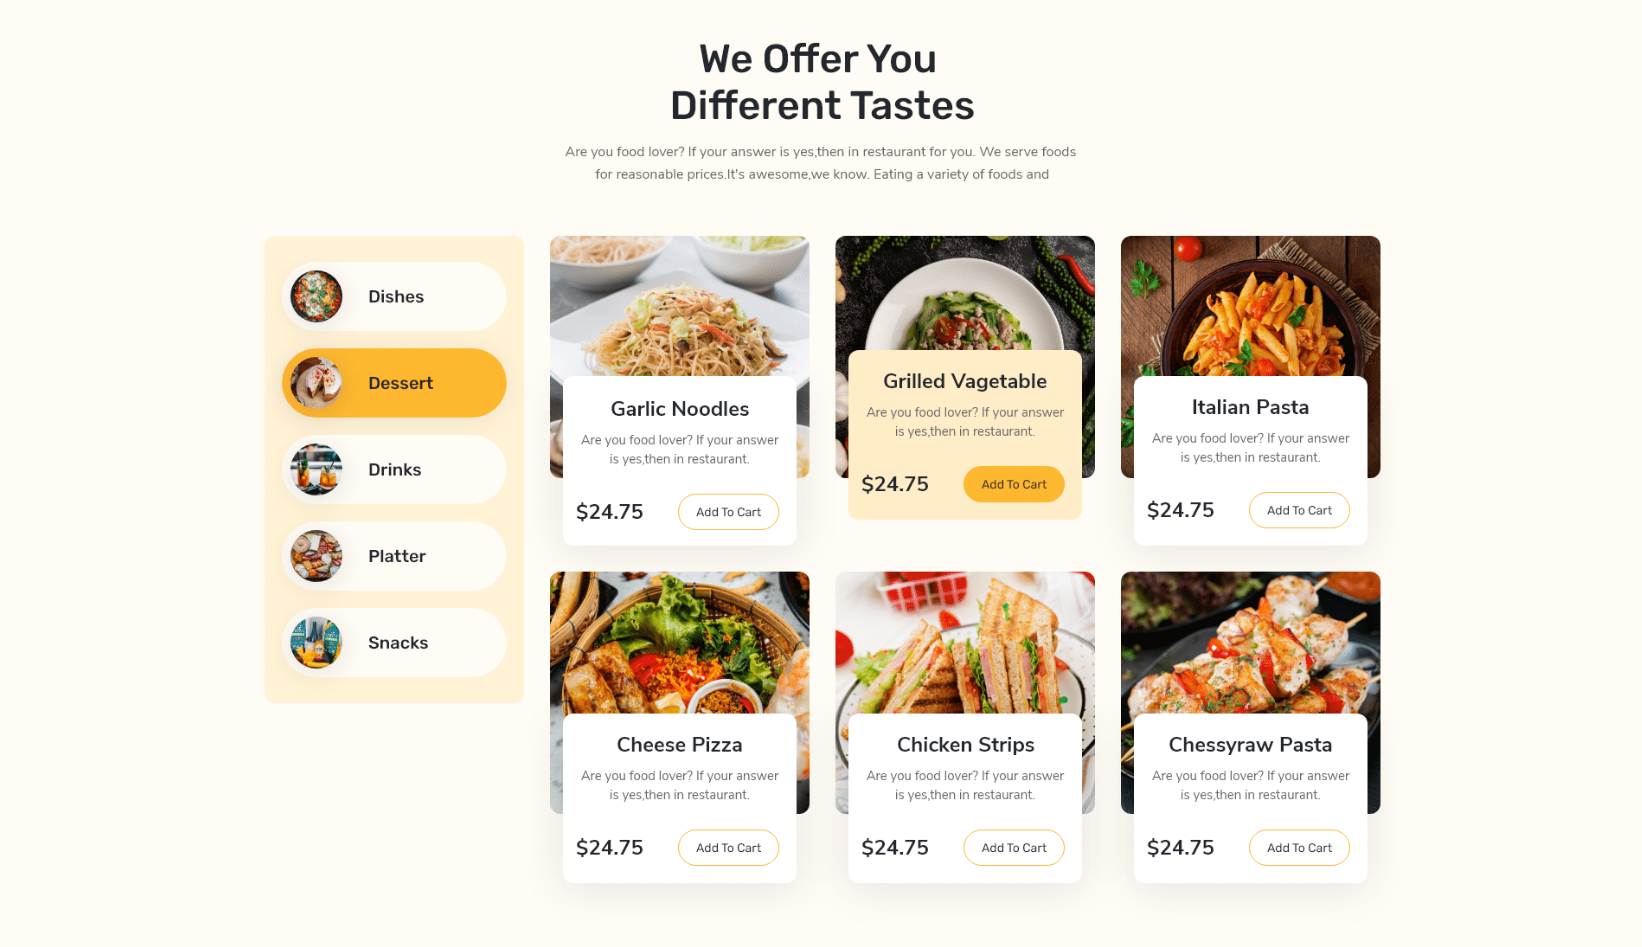 We Offer You
Different Tastes
Are you food lover? If your answer is yes,then in restaurant for you. We serve foods
for reasonable prices.It's awesome,we know. Eating a variety of foods and
Dishes
Dessert
Drinks
Platter
Snacks
Garlic Noodles
Are you food lover? If your answer
is yes,then in restaurant.
$24.75
Add To Cart
Grilled Vagetable
Are you food lover? If your answer
is yes,then in restaurant.
$24.75
Add To Cart
Italian Pasta
Are you food lover? If your answer
is yes,then in restaurant.
$24.75
Add To Cart
Cheese Pizza
Are you food lover? If your answer
is yes,then in restaurant.
$24.75
Add To Cart
Chicken Strips
Are you food lover? If your answer
is yes,then in restaurant.
$24.75
Add To Cart
Chessyraw Pasta
Are you food lover? If your answer
is yes,then in restaurant.
$24.75
Add To Cart